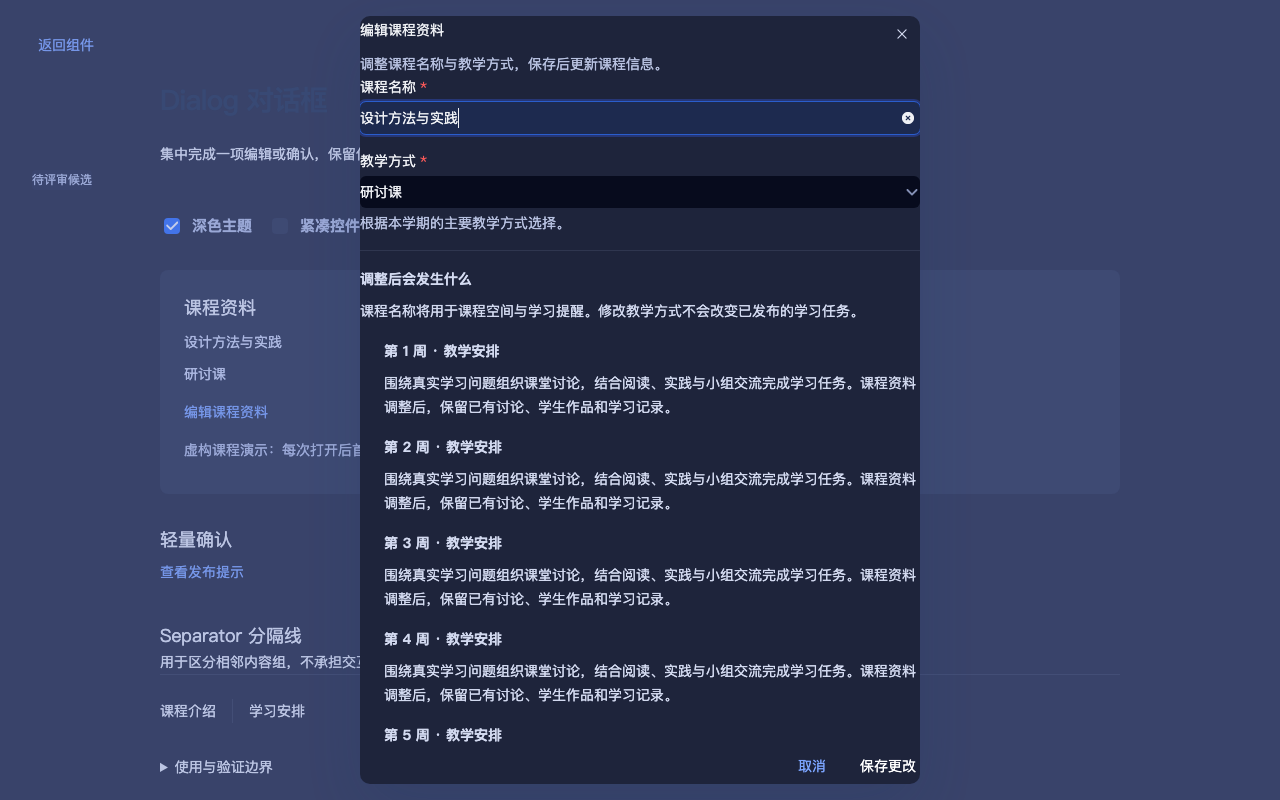 返回组件
Dialog 对话框
集中完成一项编辑或确认，保留
待评审候选
深色主题
紧凑控件
课程资料
设计方法与实践
研讨课
编辑课程资料
虚构课程演示：每次打开后首
轻量确认
查看发布提示
Separator 分隔线
用于区分相邻内容组，不承担交互
课程介绍
学习安排
使用与验证边界
编辑课程资料
调整课程名称与教学方式，保存后更新课程信息。
课程名称 *
设计方法与实践
教学方式 *
研讨课
根据本学期的主要教学方式选择。
调整后会发生什么
课程名称将用于课程空间与学习提醒。修改教学方式不会改变已发布的学习任务。
第 1 周 · 教学安排
围绕真实学习问题组织课堂讨论，结合阅读、实践与小组交流完成学习任务。课程资料
调整后，保留已有讨论、学生作品和学习记录。
第 2 周 · 教学安排
围绕真实学习问题组织课堂讨论，结合阅读、实践与小组交流完成学习任务。课程资料
调整后，保留已有讨论、学生作品和学习记录。
第 3 周 · 教学安排
围绕真实学习问题组织课堂讨论，结合阅读、实践与小组交流完成学习任务。课程资料
调整后，保留已有讨论、学生作品和学习记录。
第 4 周 · 教学安排
围绕真实学习问题组织课堂讨论，结合阅读、实践与小组交流完成学习任务。课程资料
调整后，保留已有讨论、学生作品和学习记录。
第 5 周 · 教学安排
取消
保存更改